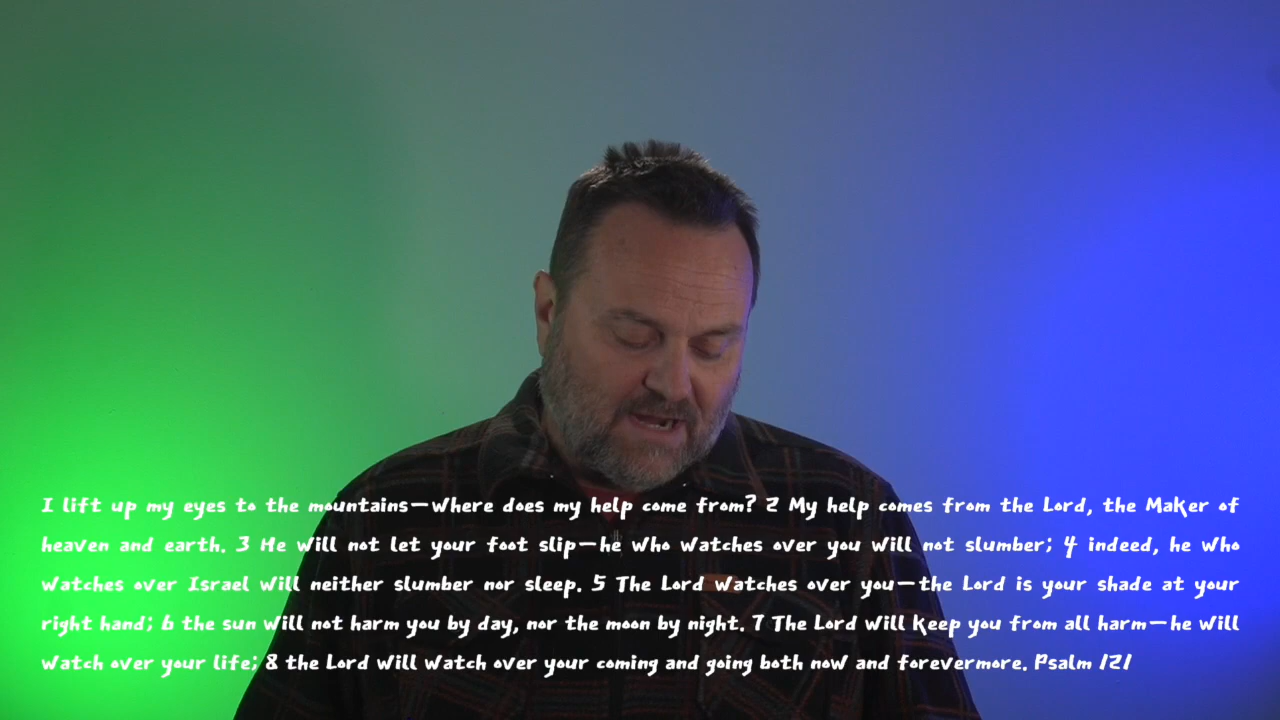 I lift up my eyes to the mountains—where does my help come from? 2 My help comes from the Lord, the Maker of
heaven and earth. 3 He will not let your foot slip—he who watches over you will not slumber; 4 indeed, he who
watches over Israel will neither slumber nor sleep. 5 The Lord watches over you—the Lord is your shade at your
right hand; 6 the sun will not harm you by day, nor the moon by night. 7 The Lord will keep you from all harm—he will
watch over your life; 8 the Lord will watch over your coming and going both now and forevermore. Psalm 121